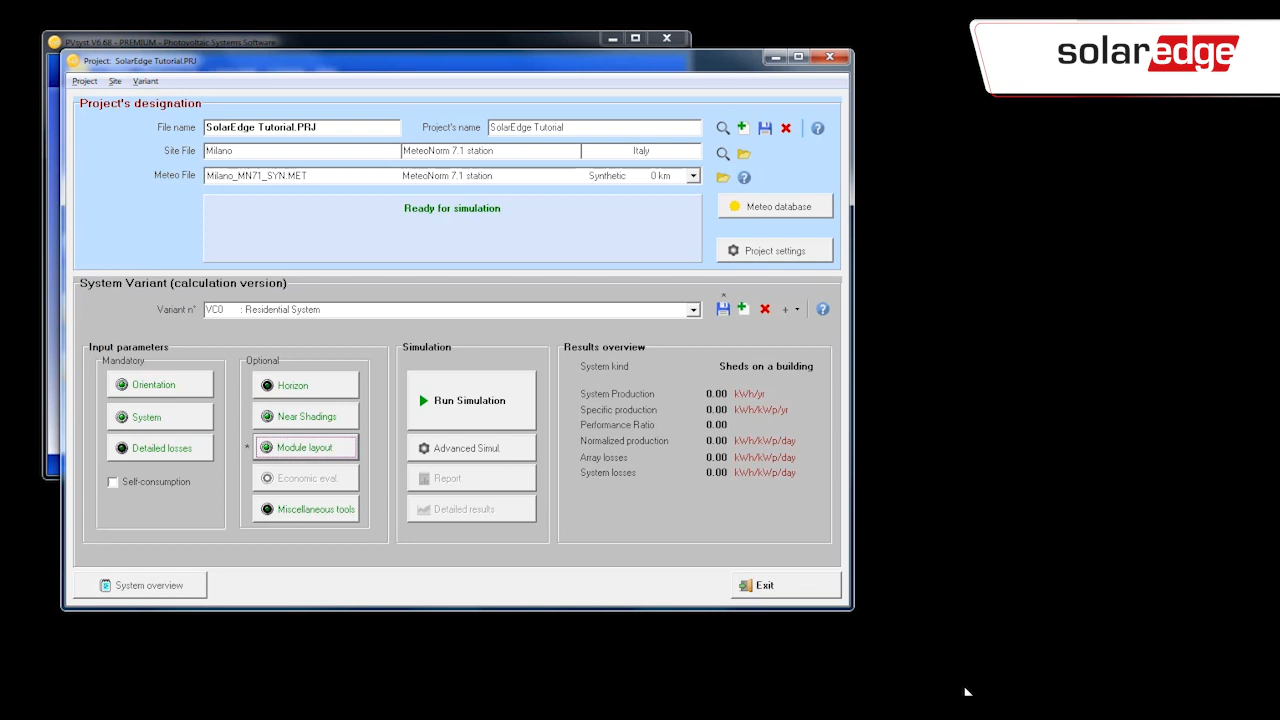 solaredge
PVsyst V6.68 - PREMIUM - Photovoltaic Systems Software
Project: SolarEdge Tutorial.PRJ
Project Site Variant
Project's designation
File name SolarEdge Tutorial.PRJ Project's name SolarEdge Tutorial
Site File Milano MeteoNorm 7.1 station Italy
Meteo File Milano_MN71_SYN.MET MeteoNorm 7.1 station Synthetic 0 km
Ready for simulation
Meteo database
Project settings
System Variant (calculation version)
*
Variant n° VC0 : Residential System
Input parameters
Mandatory
Orientation
System
Detailed losses
Self-consumption
Optional
Horizon
Near Shadings
* Module layout
Economic eval.
Miscellaneous tools
Simulation
Run Simulation
Advanced Simul.
Report
Detailed results
Results overview
System kind Sheds on a building
System Production 0.00 kWh/yr
Specific production 0.00 kWh/kWp/yr
Performance Ratio 0.00
Normalized production 0.00 kWh/kWp/day
Array losses 0.00 kWh/kWp/day
System losses 0.00 kWh/kWp/day
System overview
Exit